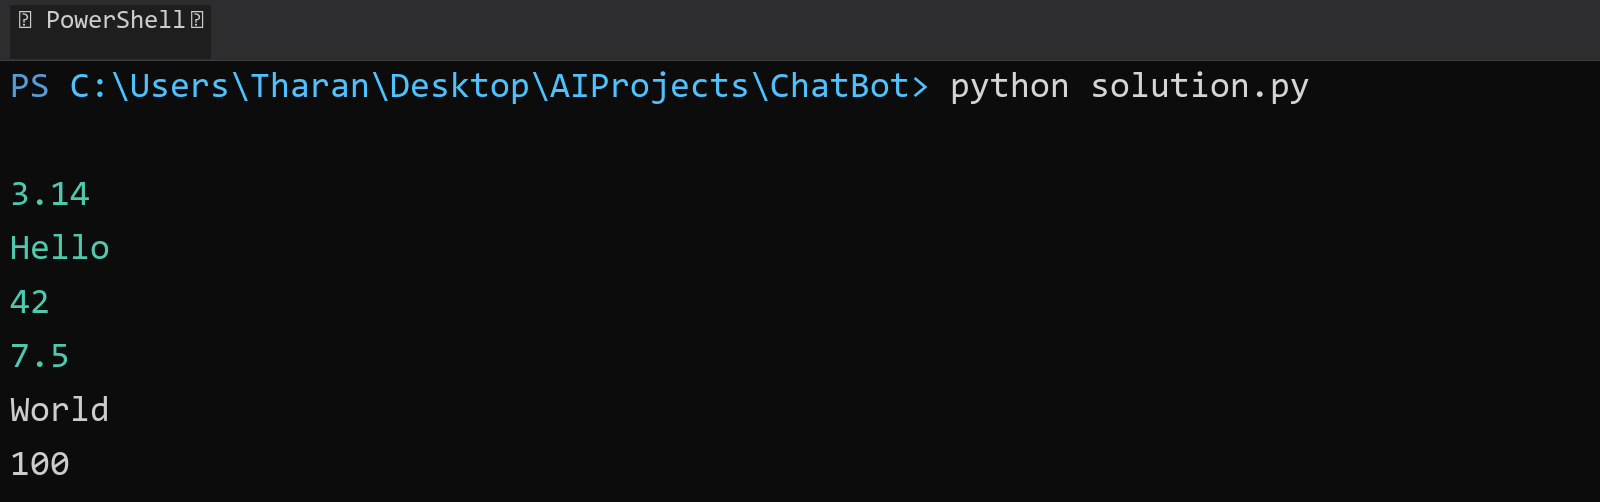 PowerShell
PS C:\Users\Tharan\Desktop\AIProjects\ChatBot> python solution.py
3.14
Hello
42
7.5
World
100